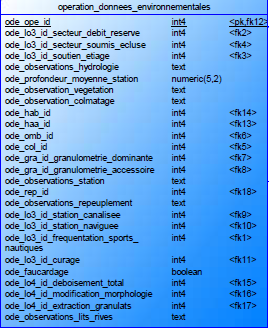 operation_donnees_environnementales
ode_ope_id int4 <pk,fk12>
ode_lo3_id_secteur_debit_reserve int4 <fk2>
ode_lo3_id_secteur_soumis_ecluse int4 <fk4>
ode_lo3_id_soutien_etiage int4 <fk3>
ode_observations_hydrologie text
ode_profondeur_moyenne_station numeric(5,2)
ode_observation_vegetation text
ode_observation_colmatage text
ode_hab_id int4 <fk14>
ode_haa_id int4 <fk13>
ode_omb_id int4 <fk6>
ode_col_id int4 <fk5>
ode_gra_id_granulometrie_dominante int4 <fk7>
ode_gra_id_granulometrie_accessoire int4 <fk8>
ode_observations_station text
ode_rep_id int4 <fk18>
ode_observations_repeuplement text
ode_lo3_id_station_canalisee int4 <fk9>
ode_lo3_id_station_naviguee int4 <fk10>
ode_lo3_id_frequentation_sports_ int4 <fk1>
nautiques
ode_lo3_id_curage int4 <fk11>
ode_faucardage boolean
ode_lo4_id_deboisement_total int4 <fk15>
ode_lo4_id_modification_morphologie int4 <fk16>
ode_lo4_id_extraction_granulats int4 <fk17>
ode_observations_lits_rives text